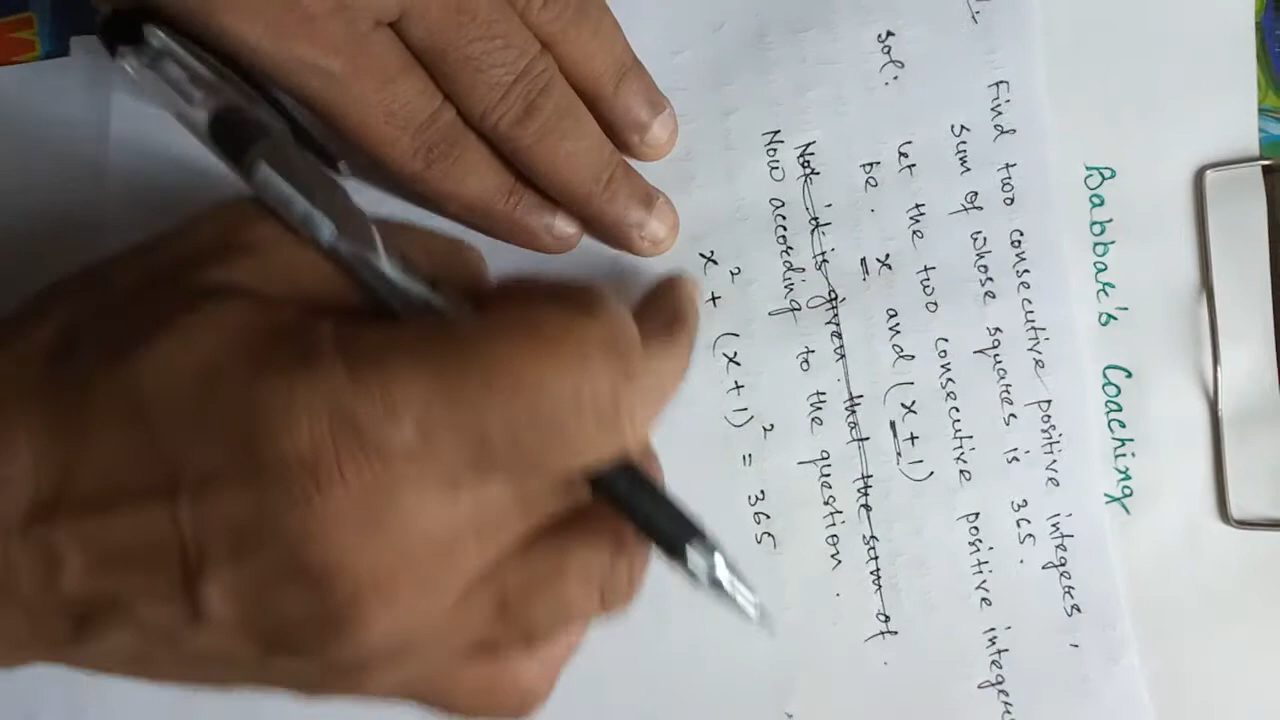 Babbar's Coaching
Find two consecutive positive integers,
sum of whose squares is 365.
Sol: Let the two consecutive positive integers
be. x and (x+1)
Now it is given that the sum of.
Now according to the question.
x² + (x+1)² = 365